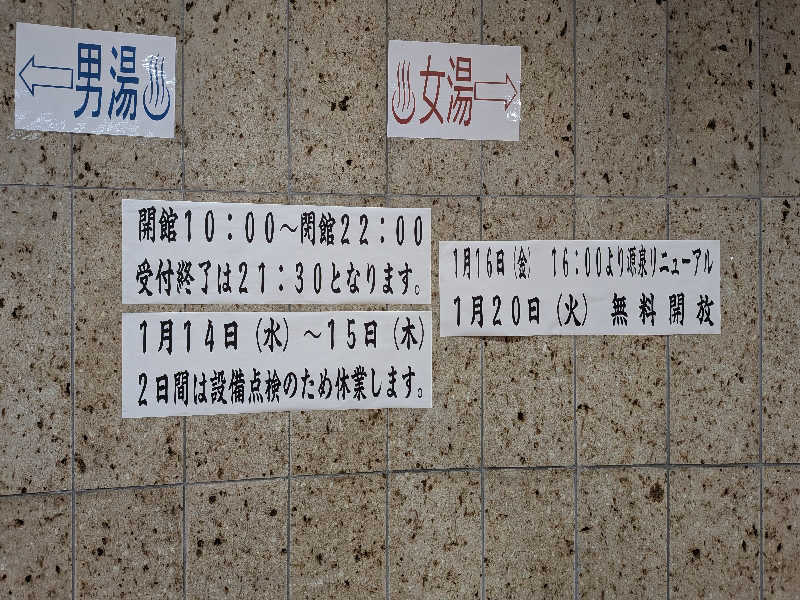 男湯♨
♨女湯
開館10:00～閉館22:00
受付終了は21:30となります。
1月14日(水)～15日(木)
2日間は設備点検のため休業します。
1月16日(金) 16:00より源泉リニューアル
1月20日(火) 無料開放